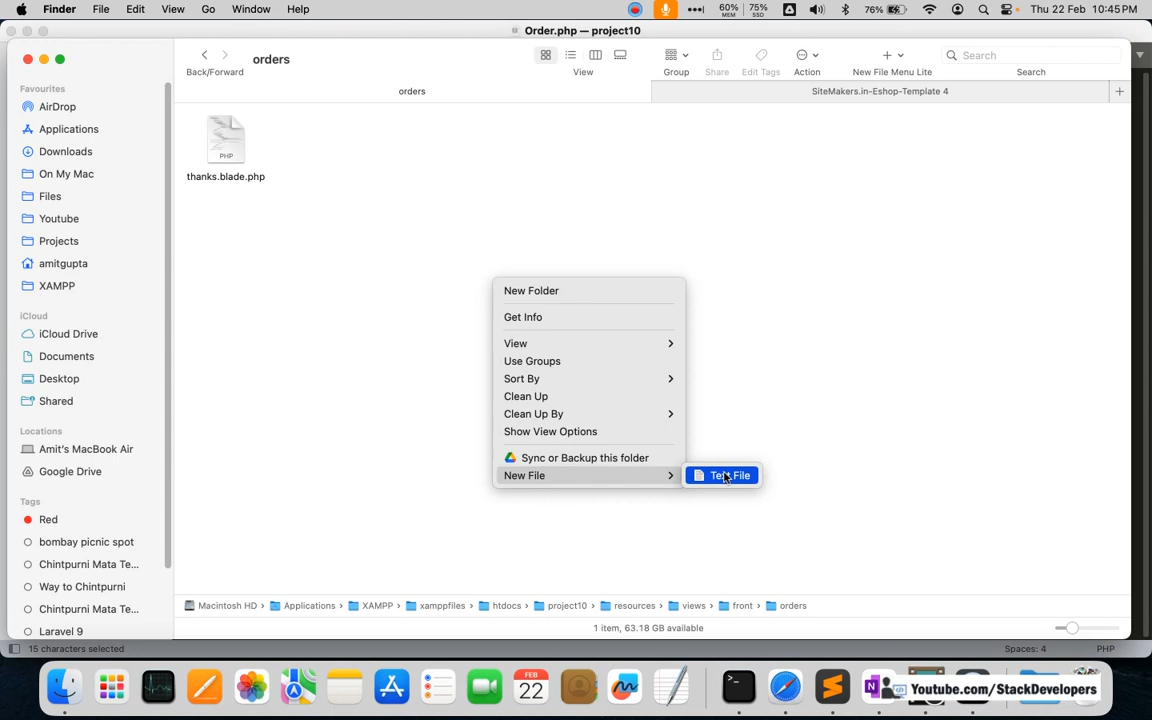 Finder File Edit View Go Window Help
60% MEM 75% SSD 76% Thu 22 Feb 10:45 PM
Order.php — project10
orders
Back/Forward View Group Share Edit Tags Action New File Menu Lite Search
Search
orders
SiteMakers.in-Eshop-Template 4
Favourites
AirDrop
Applications
Downloads
On My Mac
Files
Youtube
Projects
amitgupta
XAMPP
iCloud
iCloud Drive
Documents
Desktop
Shared
Locations
Amit's MacBook Air
Google Drive
Tags
Red
bombay picnic spot
Chintpurni Mata Te...
Way to Chintpurni
Chintpurni Mata Te...
Laravel 9
PHP
thanks.blade.php
New Folder
Get Info
View
Use Groups
Sort By
Clean Up
Clean Up By
Show View Options
Sync or Backup this folder
New File
Text File
Macintosh HD › Applications › XAMPP › xamppfiles › htdocs › project10 › resources › views › front › orders
1 item, 63.18 GB available
15 characters selected
Spaces: 4
PHP
FEB
22
Youtube.com/StackDevelopers